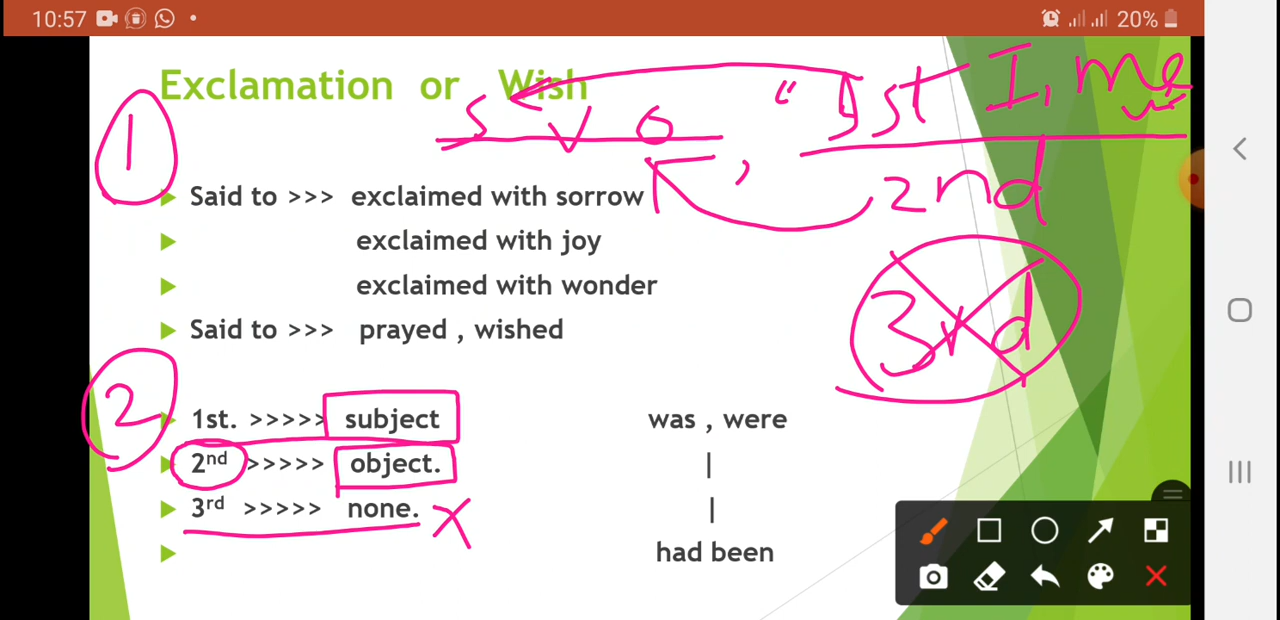 10:57 20%
Exclamation or Wish
S V O , " 1st I, me
1
Said to >>> exclaimed with sorrow
2nd
exclaimed with joy
exclaimed with wonder
3rd
Said to >>> prayed , wished
2
1st. >>>>> subject was , were
2nd >>>>> object. |
3rd >>>>> none. X |
had been